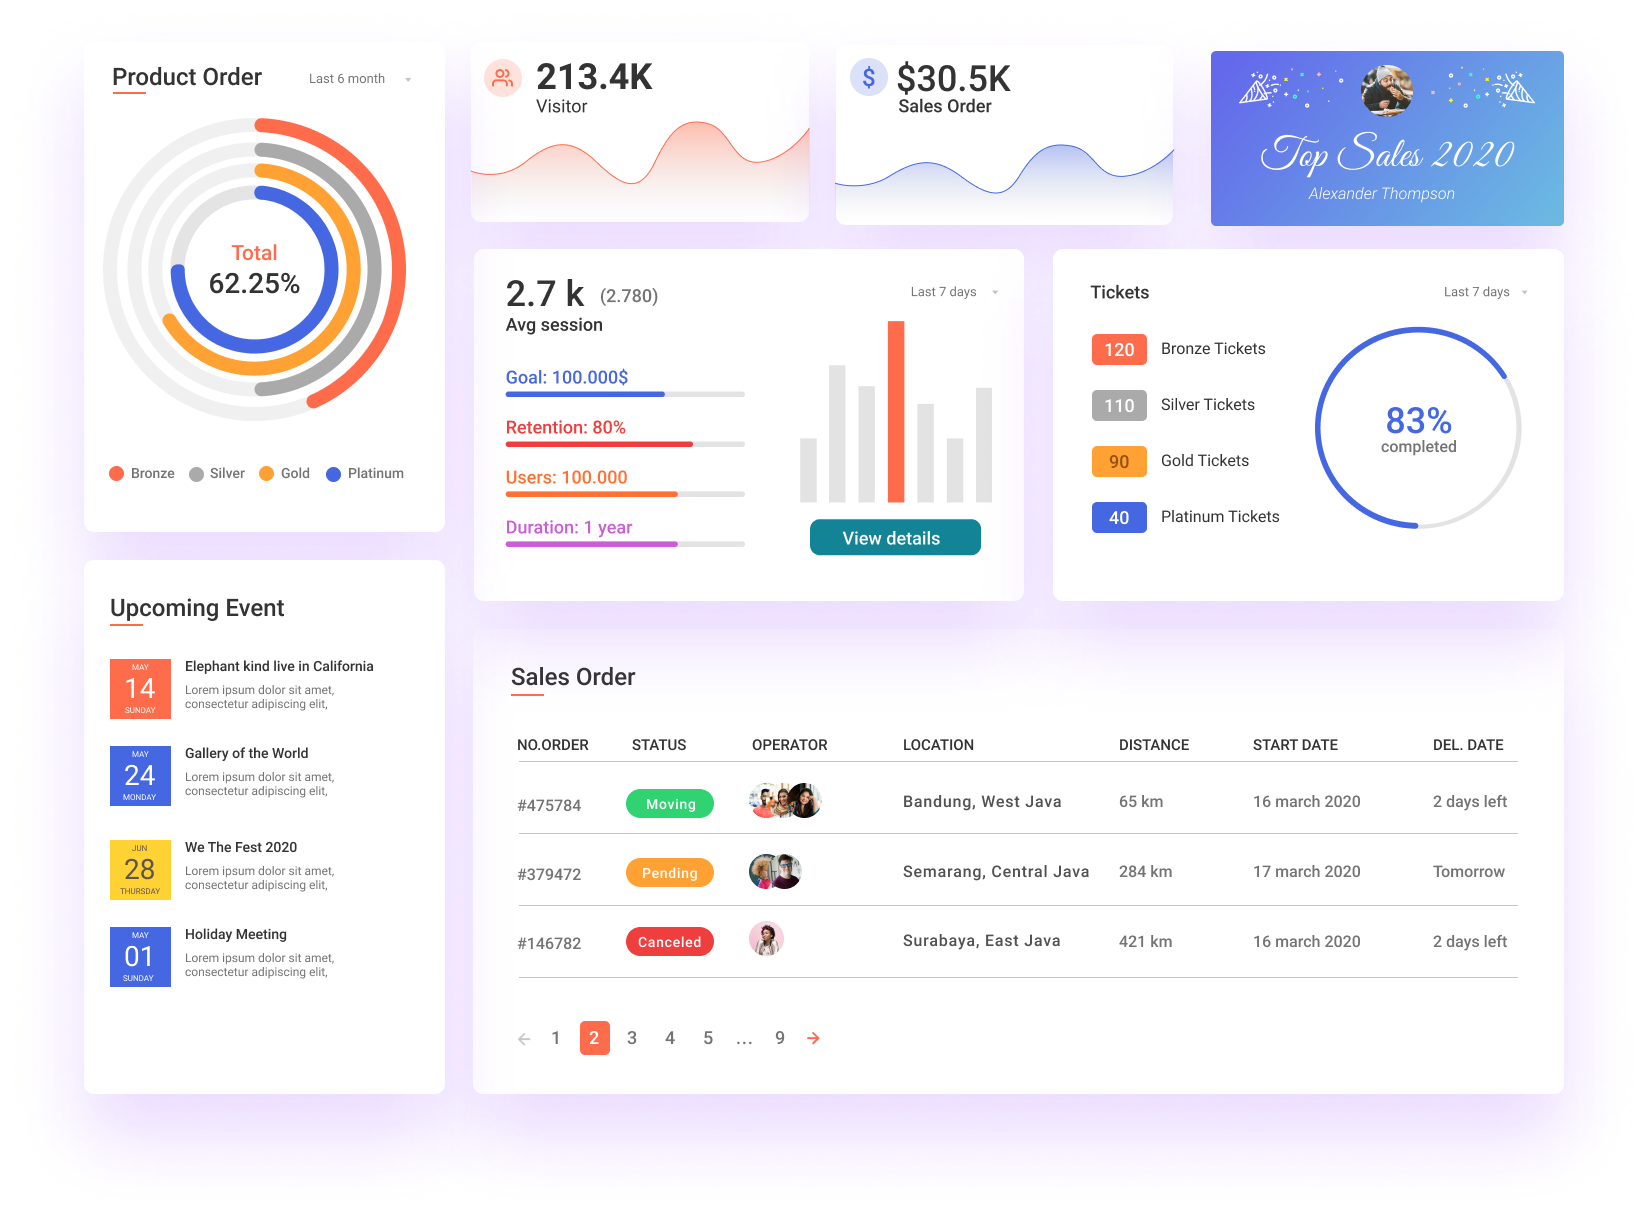 Product Order
Last 6 month
Total
62.25%
Bronze
Silver
Gold
Platinum
213.4K
Visitor
$
$30.5K
Sales Order
Top Sales 2020
Alexander Thompson
2.7 k (2.780)
Avg session
Last 7 days
Goal: 100.000$
Retention: 80%
Users: 100.000
Duration: 1 year
View details
Tickets
Last 7 days
120 Bronze Tickets
110 Silver Tickets
90 Gold Tickets
40 Platinum Tickets
83%
completed
Upcoming Event
MAY
14
SUNDAY
Elephant kind live in California
Lorem ipsum dolor sit amet,
consectetur adipiscing elit,
MAY
24
MONDAY
Gallery of the World
Lorem ipsum dolor sit amet,
consectetur adipiscing elit,
JUN
28
THURSDAY
We The Fest 2020
Lorem ipsum dolor sit amet,
consectetur adipiscing elit,
MAY
01
SUNDAY
Holiday Meeting
Lorem ipsum dolor sit amet,
consectetur adipiscing elit,
Sales Order
NO.ORDER STATUS OPERATOR LOCATION DISTANCE START DATE DEL. DATE
#475784 Moving Bandung, West Java 65 km 16 march 2020 2 days left
#379472 Pending Semarang, Central Java 284 km 17 march 2020 Tomorrow
#146782 Canceled Surabaya, East Java 421 km 16 march 2020 2 days left
← 1 2 3 4 5 ... 9 →